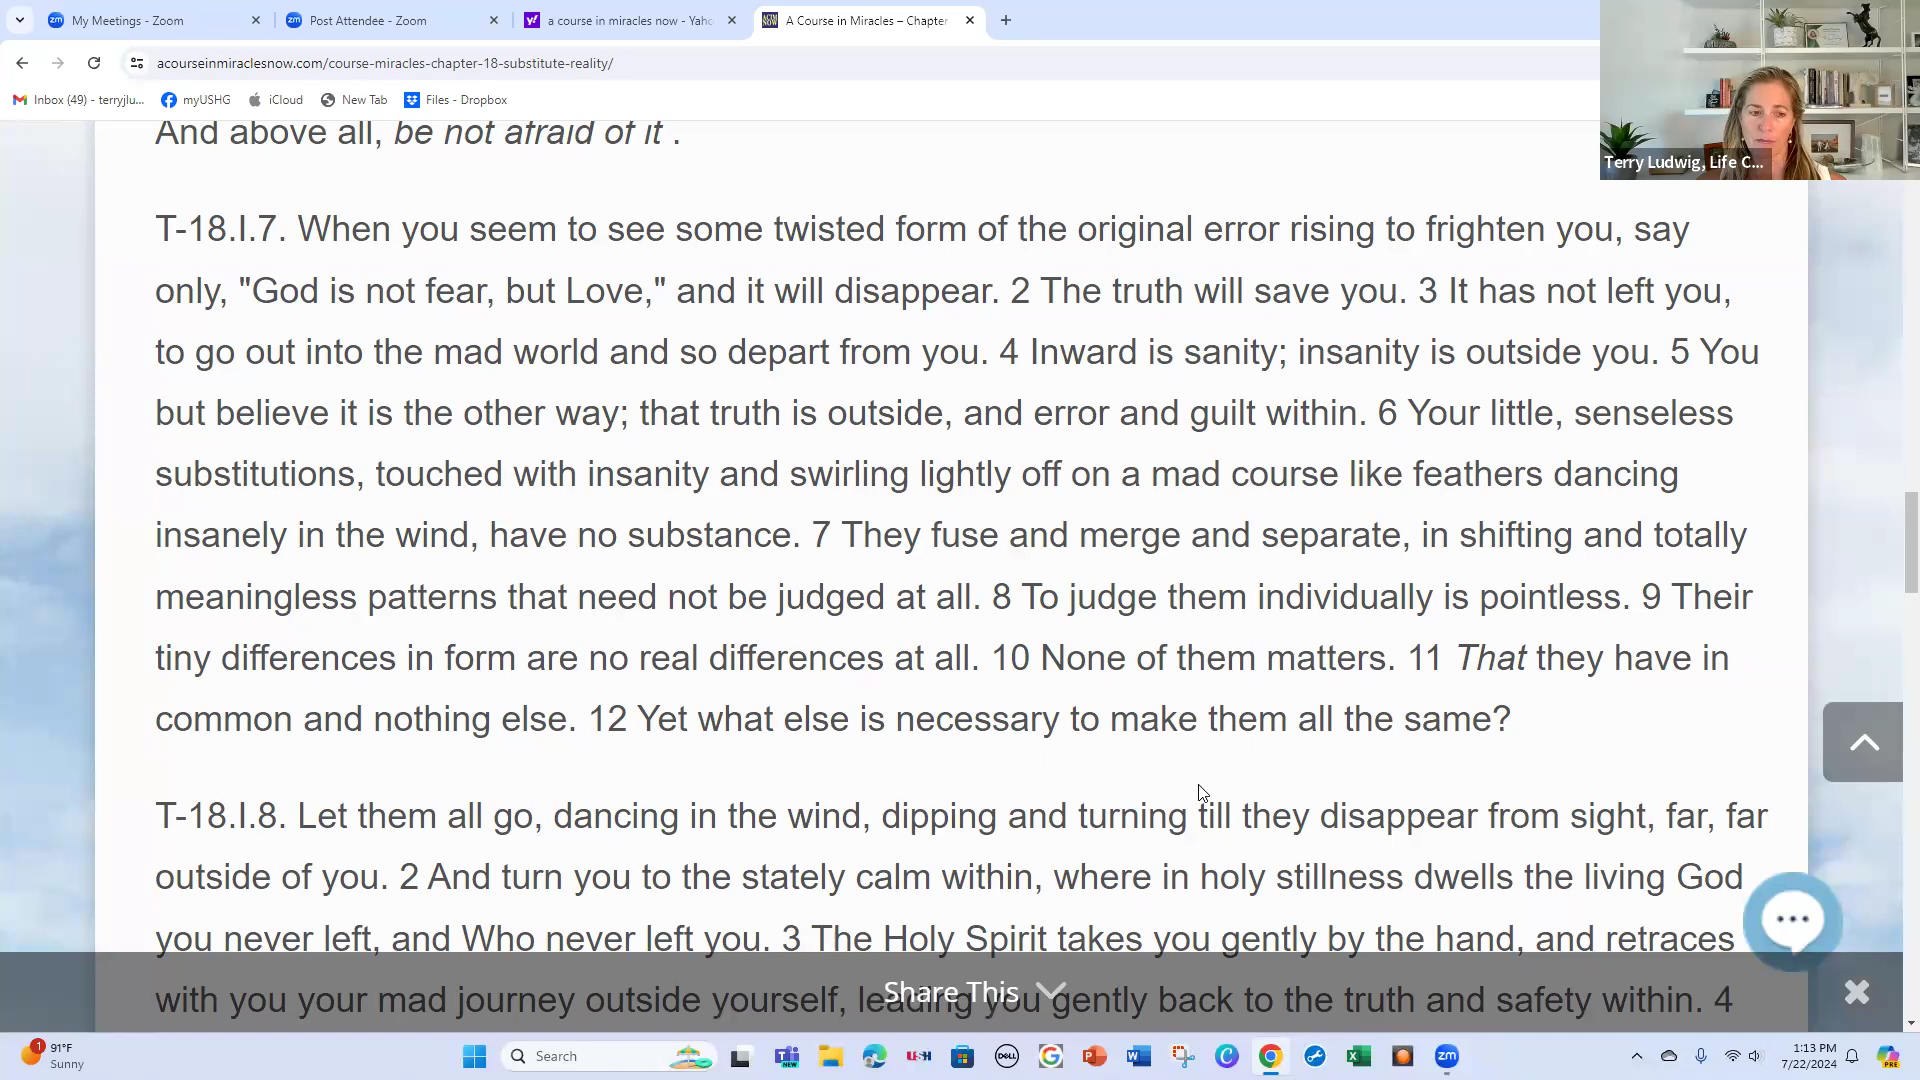 My Meetings - Zoom
Post Attendee - Zoom
a course in miracles now - Yaho
A Course in Miracles – Chapter
acourseinmiraclesnow.com/course-miracles-chapter-18-substitute-reality/
Inbox (49) - terryjlu...
myUSHG
iCloud
New Tab
Files - Dropbox
Terry Ludwig, Life C...
And above all, be not afraid of it .
T-18.I.7. When you seem to see some twisted form of the original error rising to frighten you, say
only, "God is not fear, but Love," and it will disappear. 2 The truth will save you. 3 It has not left you,
to go out into the mad world and so depart from you. 4 Inward is sanity; insanity is outside you. 5 You
but believe it is the other way; that truth is outside, and error and guilt within. 6 Your little, senseless
substitutions, touched with insanity and swirling lightly off on a mad course like feathers dancing
insanely in the wind, have no substance. 7 They fuse and merge and separate, in shifting and totally
meaningless patterns that need not be judged at all. 8 To judge them individually is pointless. 9 Their
tiny differences in form are no real differences at all. 10 None of them matters. 11 That they have in
common and nothing else. 12 Yet what else is necessary to make them all the same?
T-18.I.8. Let them all go, dancing in the wind, dipping and turning till they disappear from sight, far, far
outside of you. 2 And turn you to the stately calm within, where in holy stillness dwells the living God
you never left, and Who never left you. 3 The Holy Spirit takes you gently by the hand, and retraces
with you your mad journey outside yourself, leading you gently back to the truth and safety within. 4
Share This
1
91°F
Sunny
Search
NEW
USH
DELL
zm
1:13 PM
7/22/2024
PRE